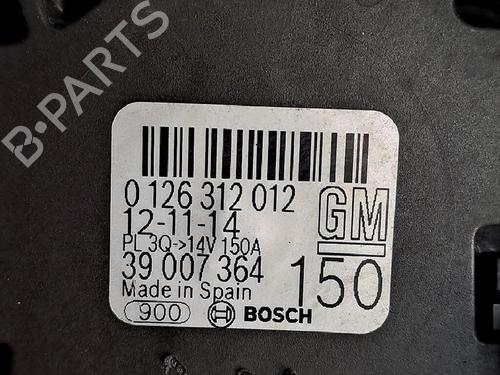 B-PARTS
0 126 312 012
12-11-14
PL 3Q->14V 150A
39 007 364
Made in Spain
900
BOSCH
GM
150